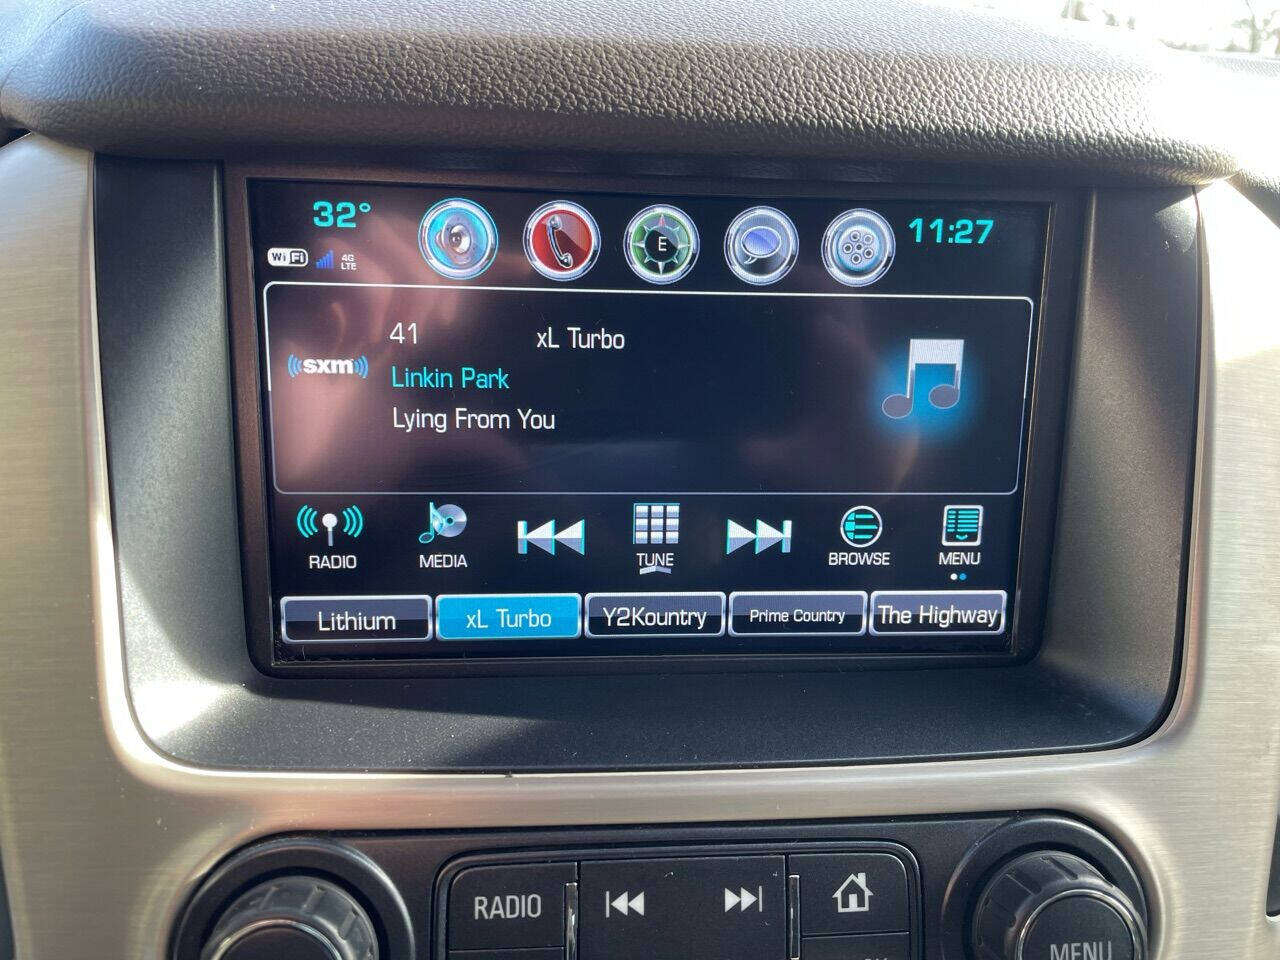 32°
11:27
WiFi
4G
LTE
E
41
xL Turbo
sxm
Linkin Park
Lying From You
RADIO
MEDIA
TUNE
BROWSE
MENU
Lithium
xL Turbo
Y2Kountry
Prime Country
The Highway
RADIO
MENU